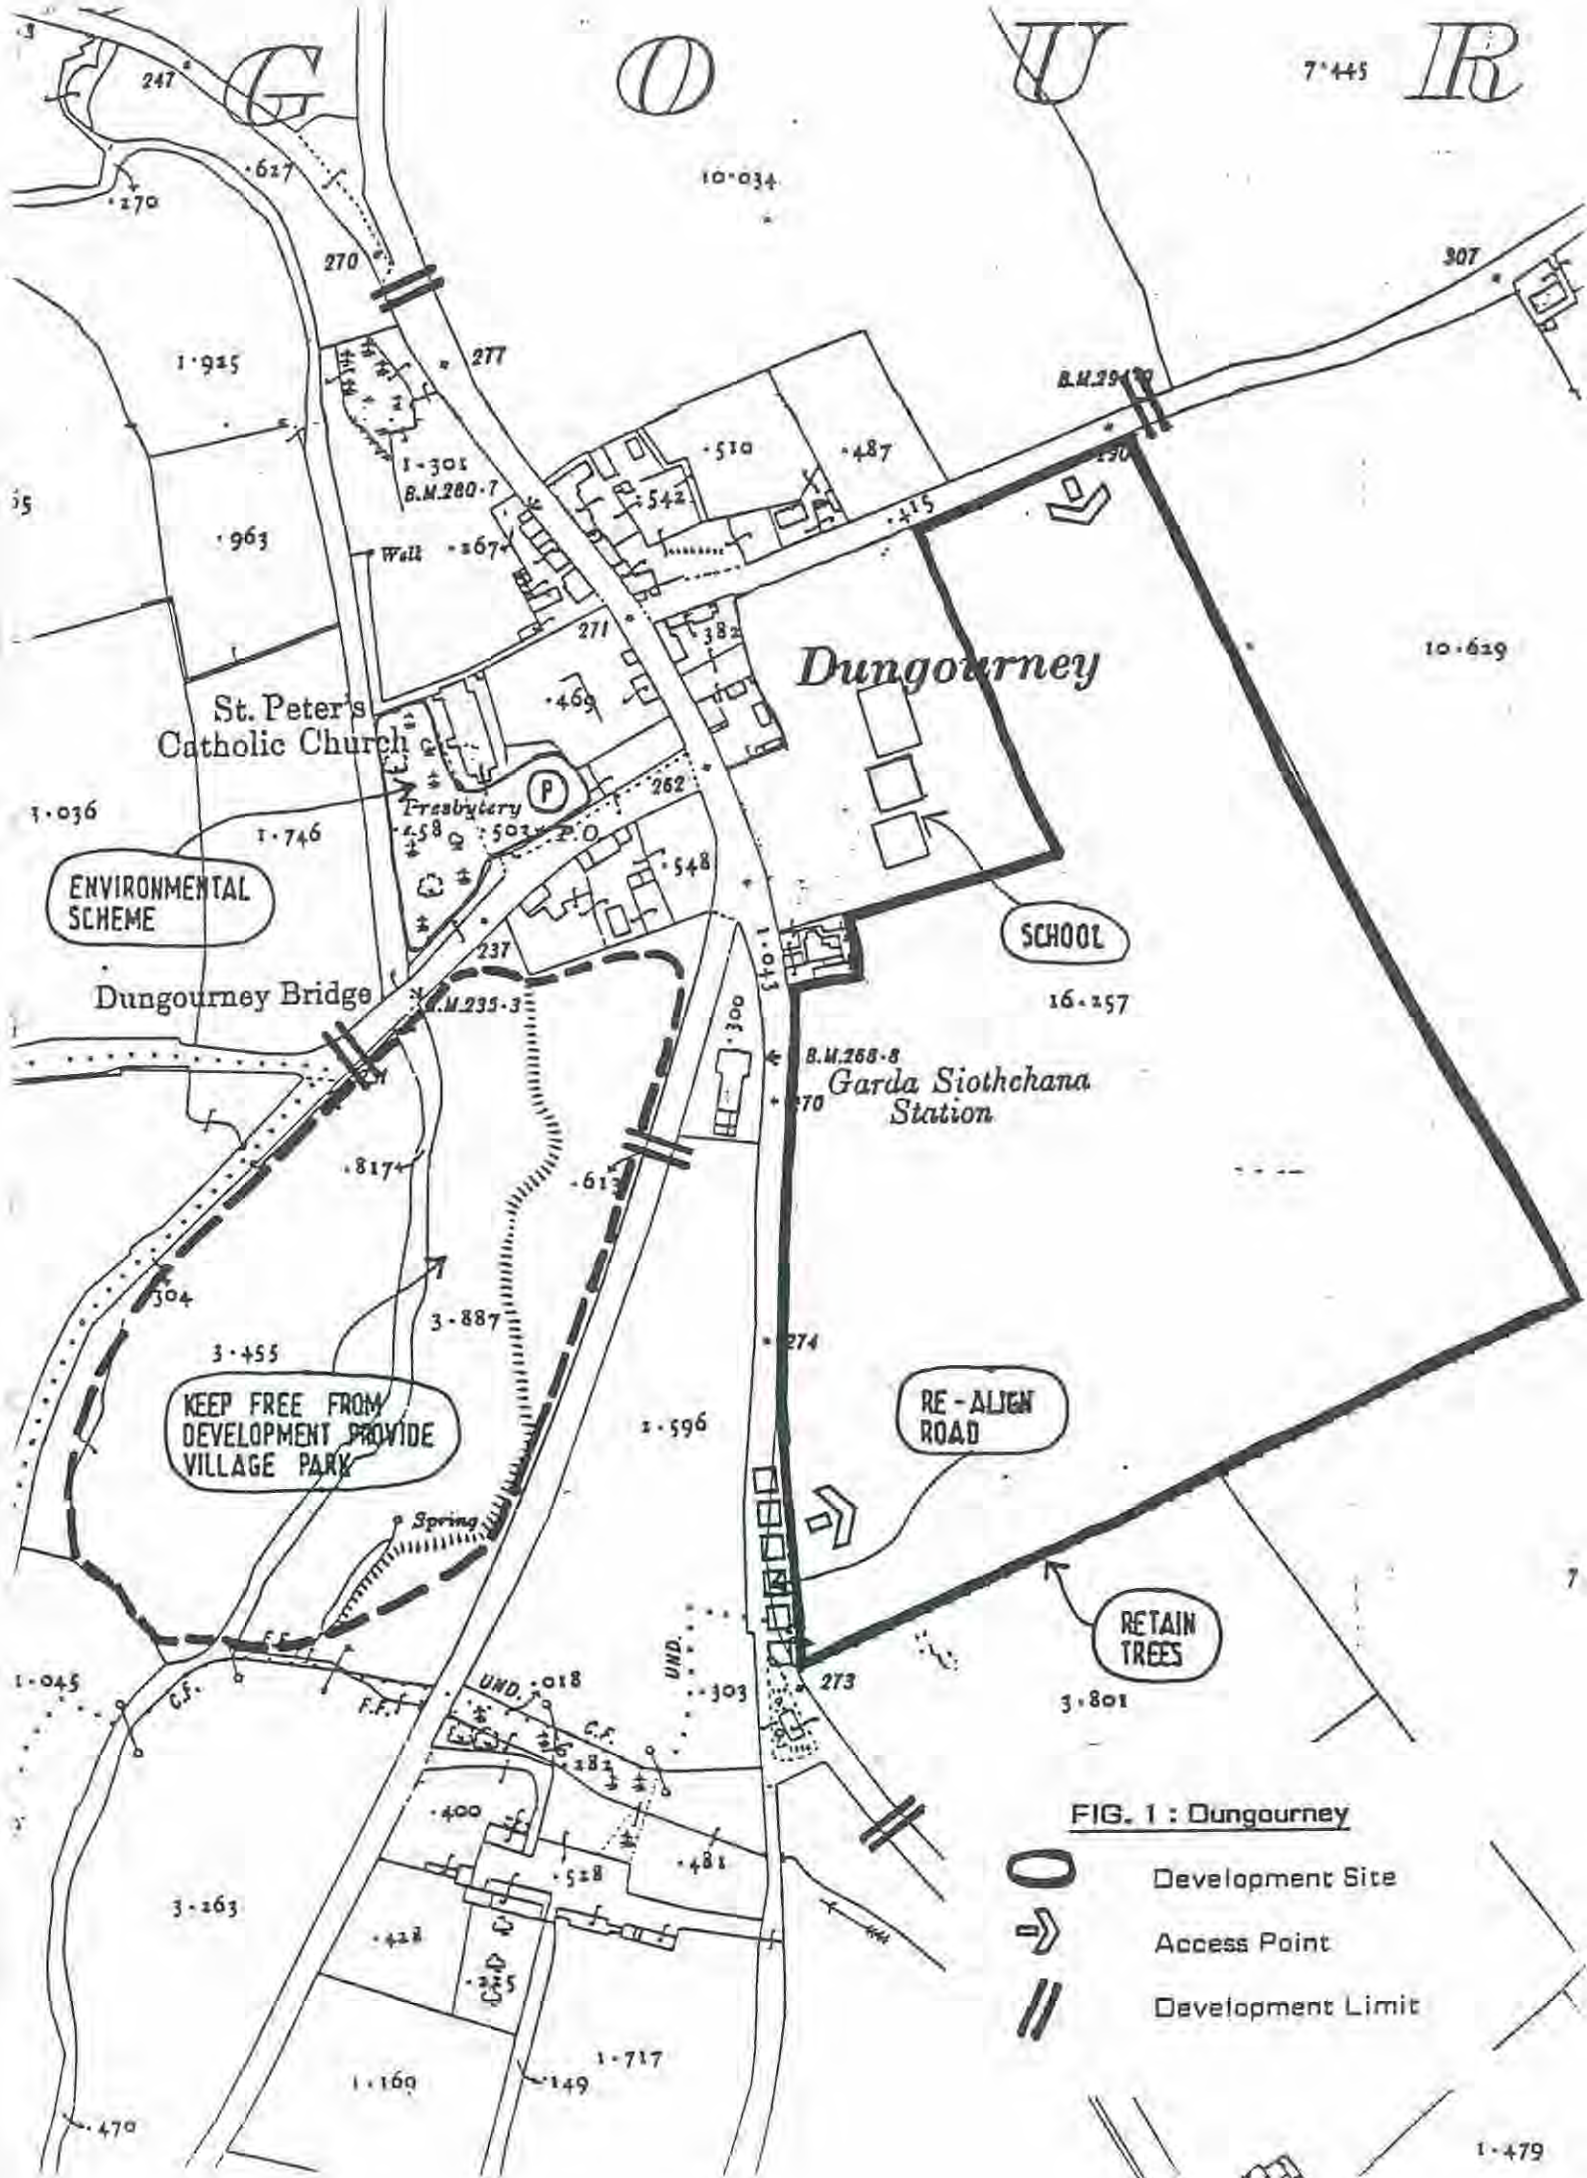 G O U R
7·445
247
·627
·270
10·034
270
307
277
1·925
B.M.294
290
·510
·487
1·301
B.M.280·7
·542
·415
·963
Well
·267
271
·382
Dungourney
10·629
St. Peter's
Catholic Church
·469
262
P
Presbytery
·503
P.O.
·548
1·036
1·746
·458
ENVIRONMENTAL
SCHEME
SCHOOL
237
1·043
Dungourney Bridge
B.M.235·3
·300
16·257
B.M.268·8
Garda Siothchana
Station
270
·817
·613
304
3·887
274
3·455
KEEP FREE FROM
DEVELOPMENT PROVIDE
VILLAGE PARK
2·596
RE-ALIGN
ROAD
Spring
7
RETAIN
TREES
F.F.
UND.
1·045
C.F.
F.F.
UND.
·018
·303
273
3·801
C.F.
·282
·400
FIG. 1 : Dungourney
·528
·481
Development Site
3·263
·428
Access Point
·225
Development Limit
1·717
1·160
·149
·470
1·479